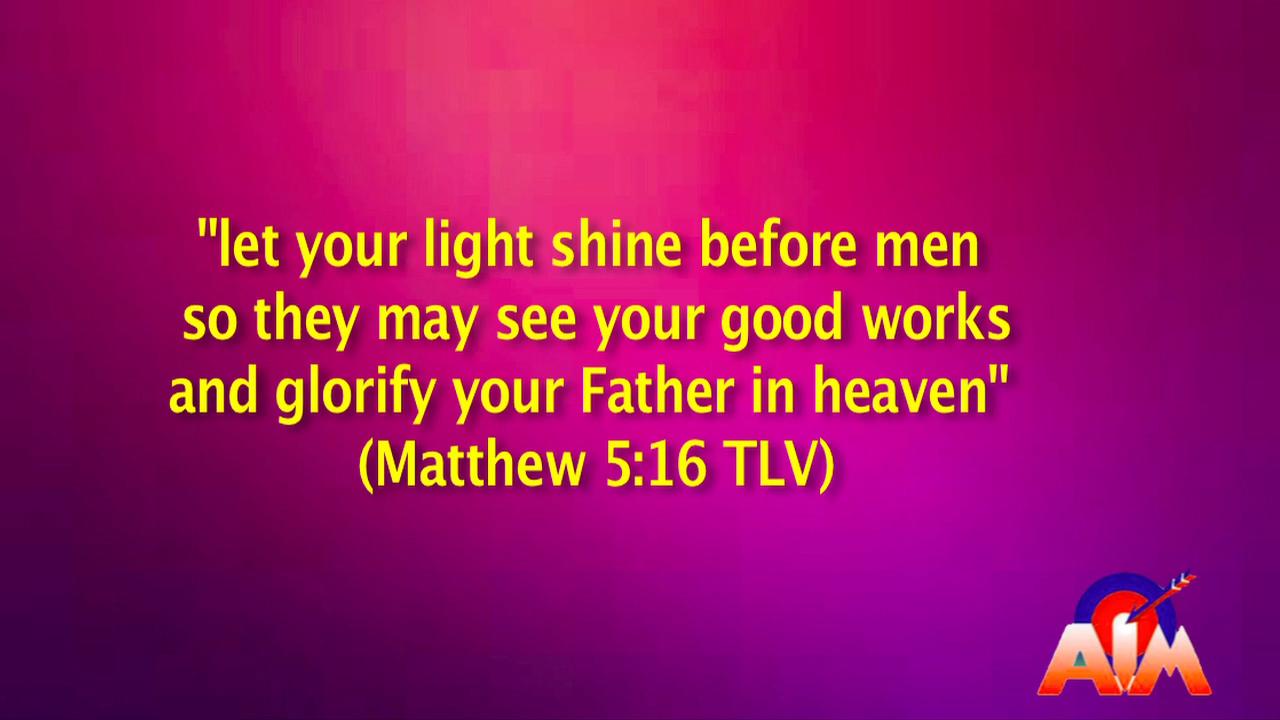 "let your light shine before men
so they may see your good works
and glorify your Father in heaven"
(Matthew 5:16 TLV)
AIM